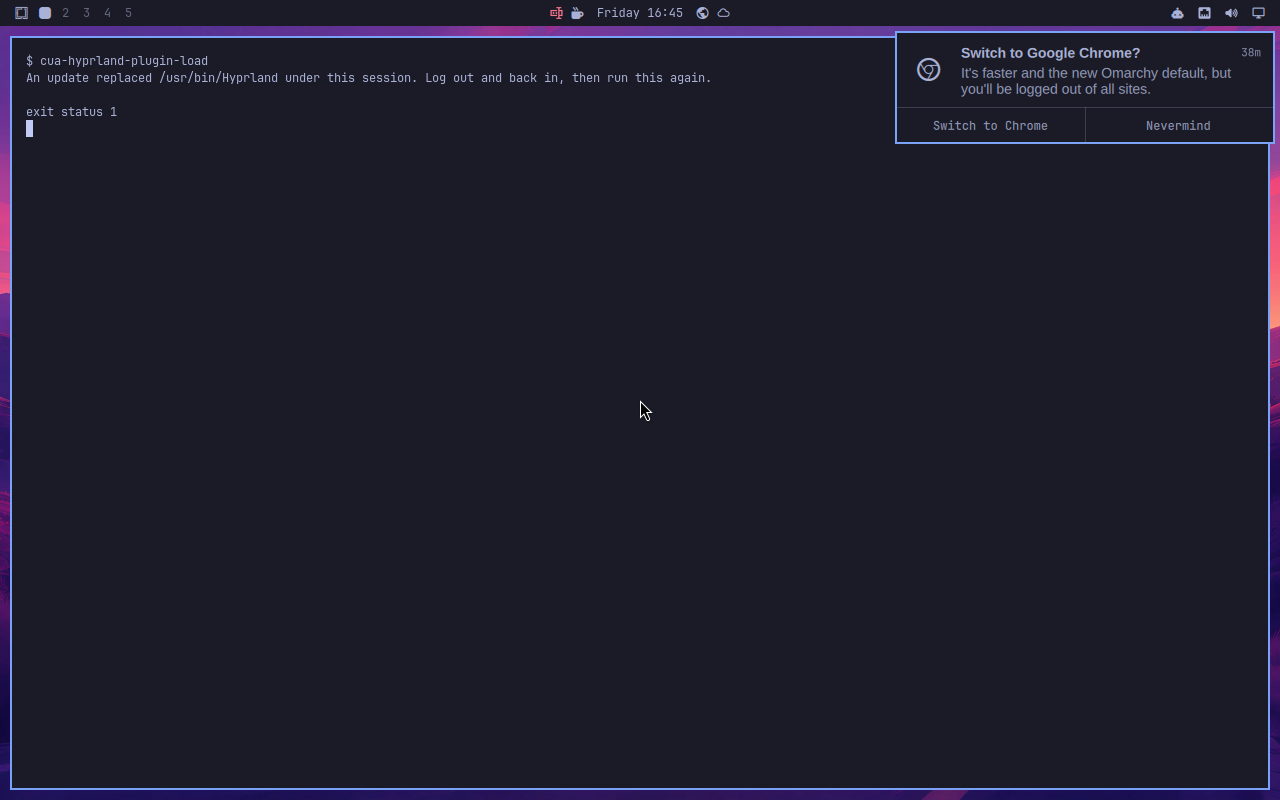 2 3 4 5
Friday 16:45
$ cua-hyprland-plugin-load
An update replaced /usr/bin/Hyprland under this session. Log out and back in, then run this again.
exit status 1
Switch to Google Chrome?
38m
It's faster and the new Omarchy default, but
you'll be logged out of all sites.
Switch to Chrome
Nevermind